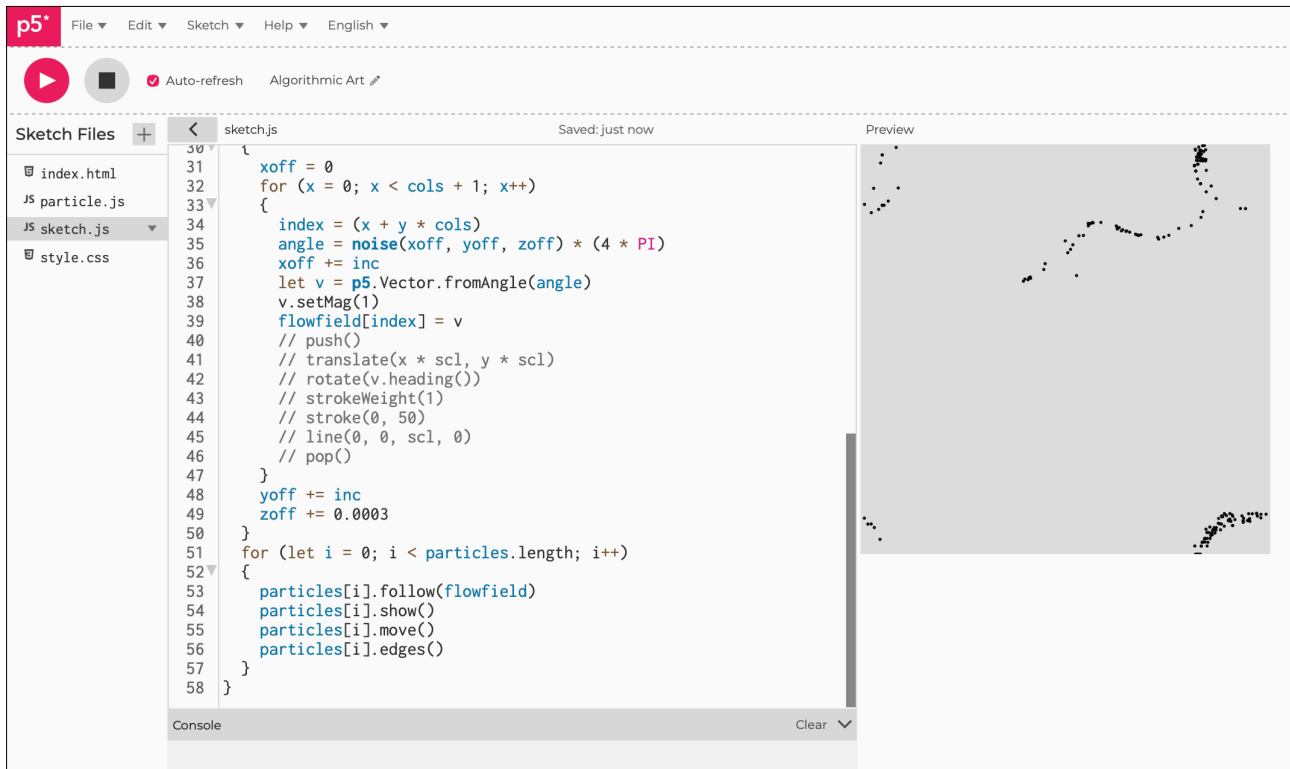 p5* File Edit Sketch Help English
Auto-refresh Algorithmic Art
Sketch Files +
index.html
JS particle.js
JS sketch.js
style.css
sketch.js Saved: just now
30 {
31 xoff = 0
32 for (x = 0; x < cols + 1; x++)
33 {
34 index = (x + y * cols)
35 angle = noise(xoff, yoff, zoff) * (4 * PI)
36 xoff += inc
37 let v = p5.Vector.fromAngle(angle)
38 v.setMag(1)
39 flowfield[index] = v
40 // push()
41 // translate(x * scl, y * scl)
42 // rotate(v.heading())
43 // strokeWeight(1)
44 // stroke(0, 50)
45 // line(0, 0, scl, 0)
46 // pop()
47 }
48 yoff += inc
49 zoff += 0.0003
50 }
51 for (let i = 0; i < particles.length; i++)
52 {
53 particles[i].follow(flowfield)
54 particles[i].show()
55 particles[i].move()
56 particles[i].edges()
57 }
58 }
Console Clear
Preview